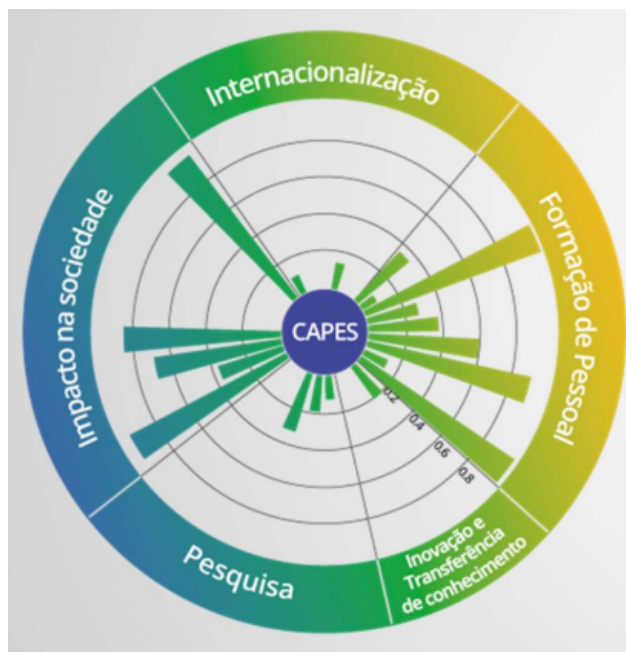 Internacionalização
Formação de Pessoal
Impacto na sociedade
CAPES
0.2
0.4
0.6
0.8
Inovação e
Transferência
de conhecimento
Pesquisa